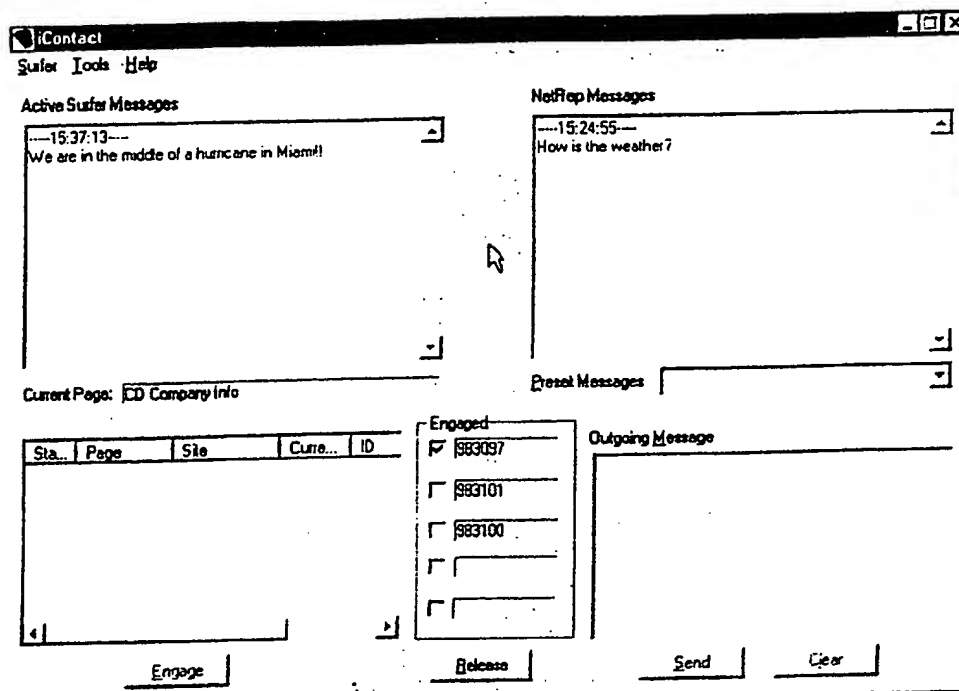 iContact
Surfer Tools Help
Active Surfer Messages
----15:37:13----
We are in the middle of a hurricane in Miami!!
NetRep Messages
----15:24:55----
How is the weather?
Current Page: CD Company Info
Preset Messages
Sta... Page Site Curre... ID
Engaged
983097
983101
983100
Outgoing Message
Engage
Release
Send
Clear